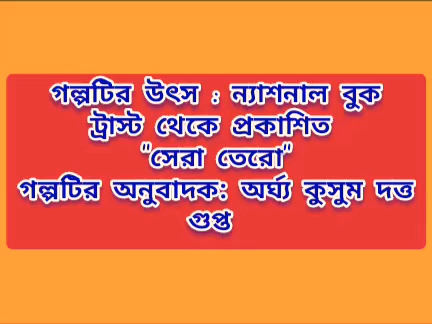 গল্পটির উৎস : ন্যাশনাল বুক
ট্রাস্ট থেকে প্রকাশিত
"সেরা তেরো"
গল্পটির অনুবাদক: অর্ঘ্য কুসুম দত্ত
গুপ্ত